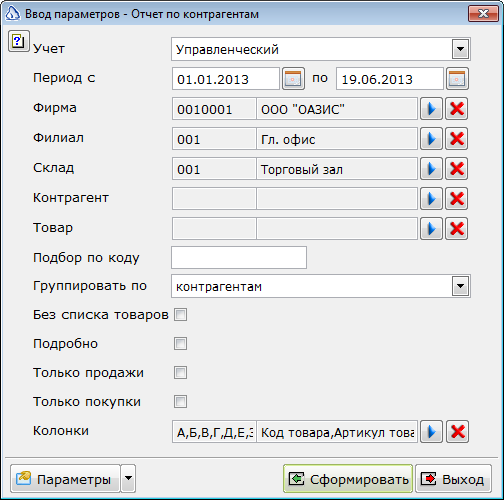 Ввод параметров - Отчет по контрагентам
Учет Управленческий
Период с 01.01.2013 по 19.06.2013
Фирма 0010001 ООО "ОАЗИС"
Филиал 001 Гл. офис
Склад 001 Торговый зал
Контрагент
Товар
Подбор по коду
Группировать по контрагентам
Без списка товаров
Подробно
Только продажи
Только покупки
Колонки А,Б,В,Г,Д,Е,З Код товара,Артикул това
Параметры Сформировать Выход